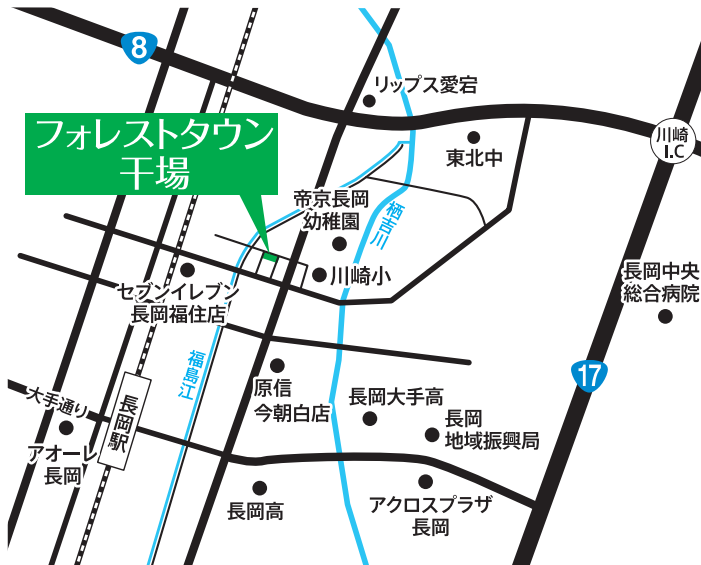 8
リップス愛宕
フォレストタウン
干場
東北中
川崎
I.C
帝京長岡
幼稚園
栖吉川
川崎小
セブンイレブン
長岡福住店
長岡中央
総合病院
福島江
17
原信
今朝白店
大手通り
長岡駅
長岡大手高
長岡
地域振興局
アオーレ
長岡
長岡高
アクロスプラザ
長岡